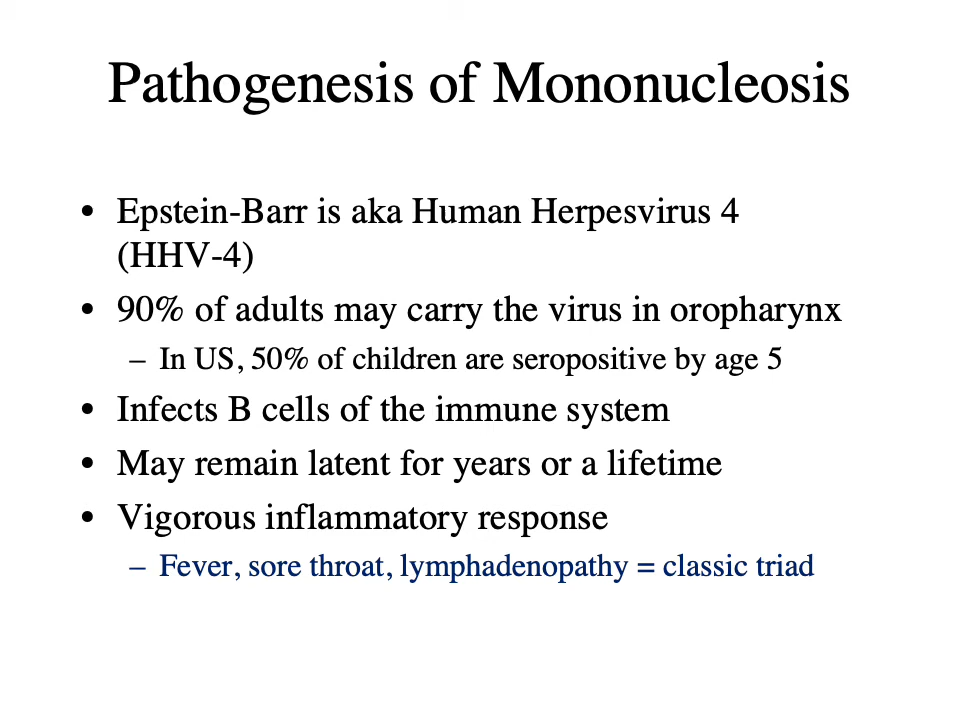 Pathogenesis of Mononucleosis
• Epstein-Barr is aka Human Herpesvirus 4
(HHV-4)
• 90% of adults may carry the virus in oropharynx
– In US, 50% of children are seropositive by age 5
• Infects B cells of the immune system
• May remain latent for years or a lifetime
• Vigorous inflammatory response
– Fever, sore throat, lymphadenopathy = classic triad